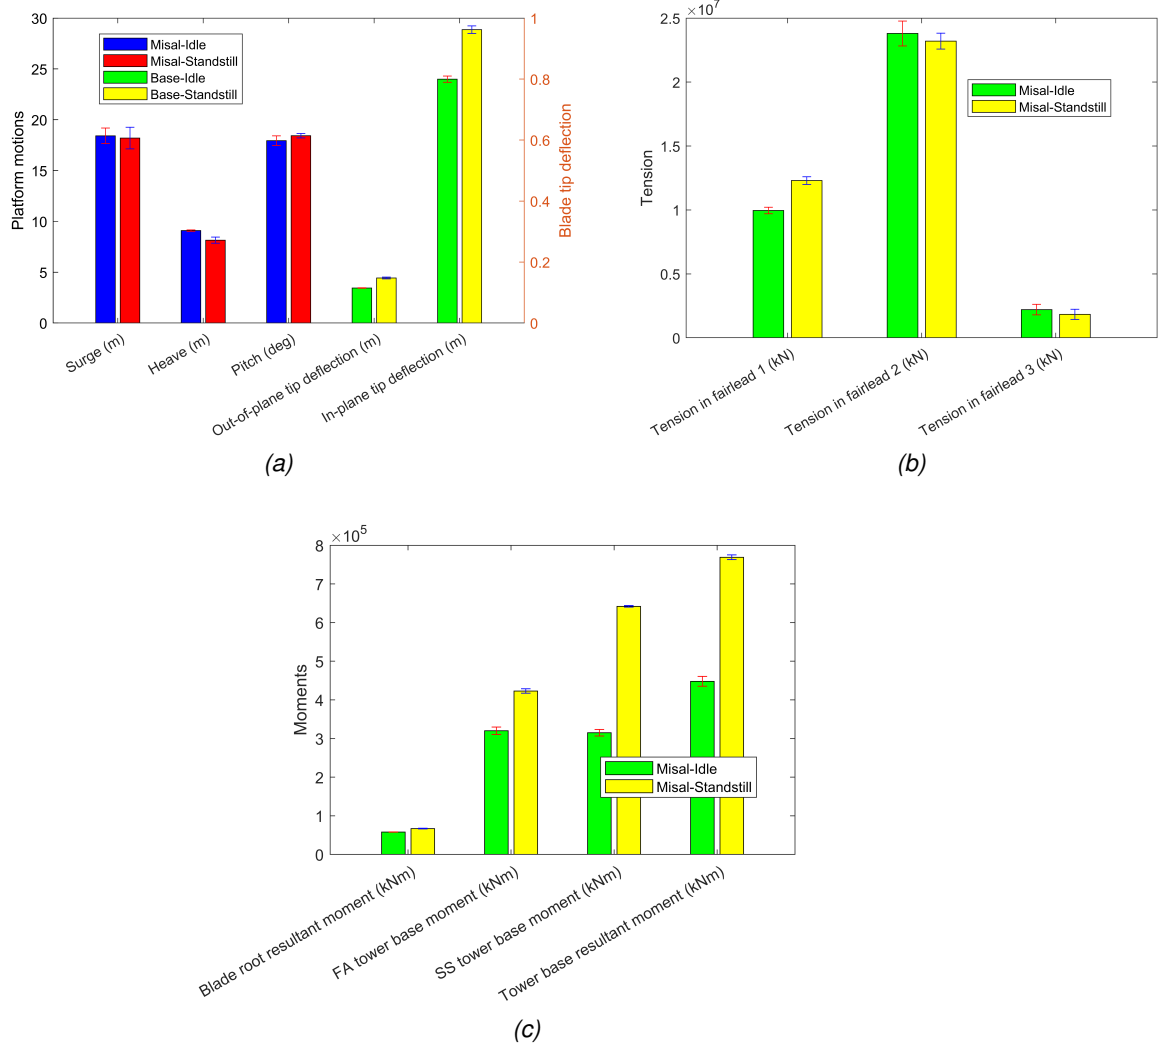 30
25
20
15
10
5
0
Platform motions
Misal-Idle
Misal-Standstill
Base-Idle
Base-Standstill
1
0.8
0.6
0.4
0.2
0
Blade tip deflection
Surge (m)
Heave (m)
Pitch (deg)
Out-of-plane tip deflection (m)
In-plane tip deflection (m)
(a)
×10⁷
2.5
2
1.5
1
0.5
0
Tension
Misal-Idle
Misal-Standstill
Tension in fairlead 1 (kN)
Tension in fairlead 2 (kN)
Tension in fairlead 3 (kN)
(b)
×10⁵
8
7
6
5
4
3
2
1
0
Moments
Misal-Idle
Misal-Standstill
Blade root resultant moment (kNm)
FA tower base moment (kNm)
SS tower base moment (kNm)
Tower base resultant moment (kNm)
(c)